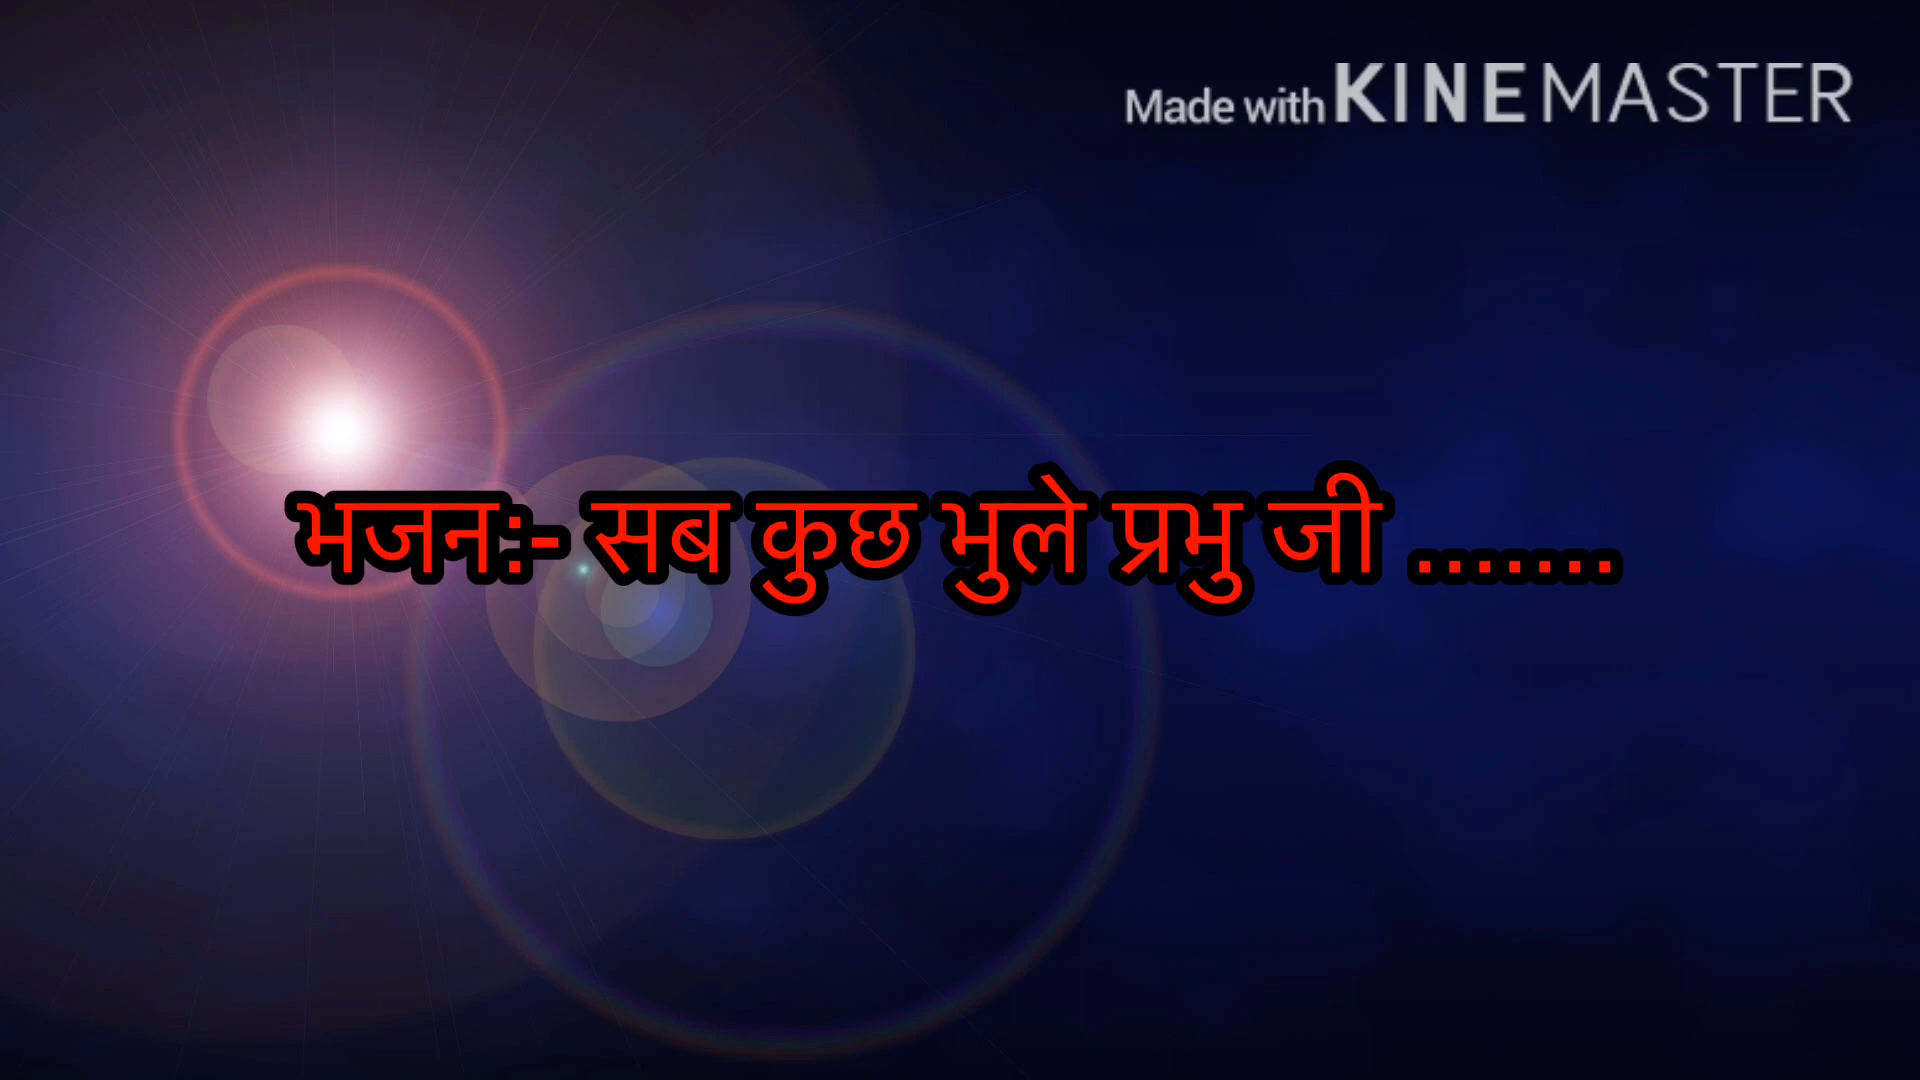 Made with KINEMASTER
भजन:- सब कुछ भुले प्रभु जी .......